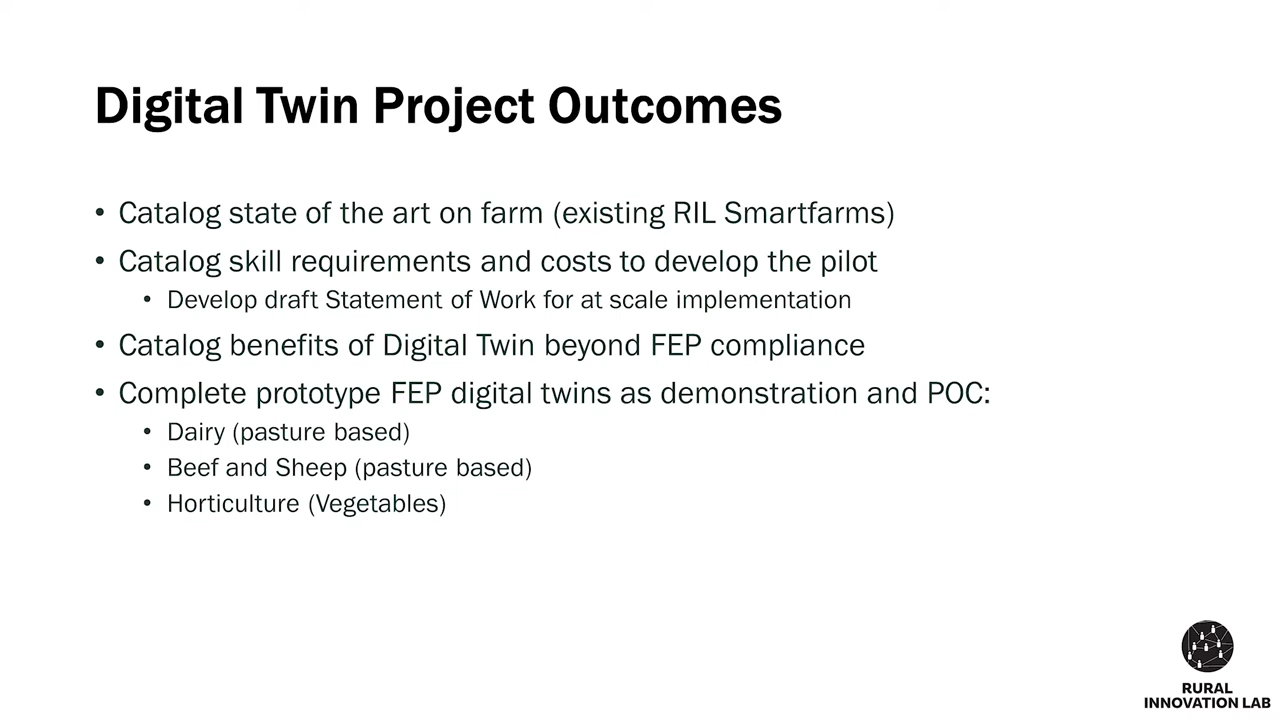 Digital Twin Project Outcomes
• Catalog state of the art on farm (existing RIL Smartfarms)
• Catalog skill requirements and costs to develop the pilot
• Develop draft Statement of Work for at scale implementation
• Catalog benefits of Digital Twin beyond FEP compliance
• Complete prototype FEP digital twins as demonstration and POC:
• Dairy (pasture based)
• Beef and Sheep (pasture based)
• Horticulture (Vegetables)
RURAL
INNOVATION LAB